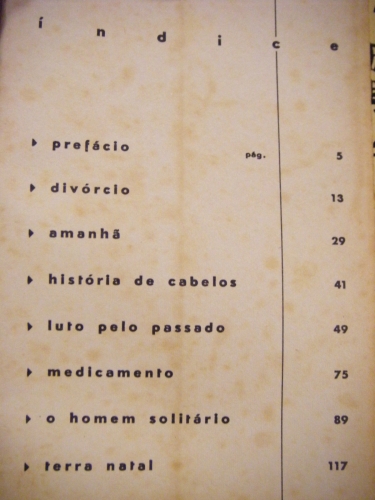 índice
prefácio pág. 5
divórcio 13
amanhã 29
história de cabelos 41
luto pelo passado 49
medicamento 75
o homem solitário 89
terra natal 117